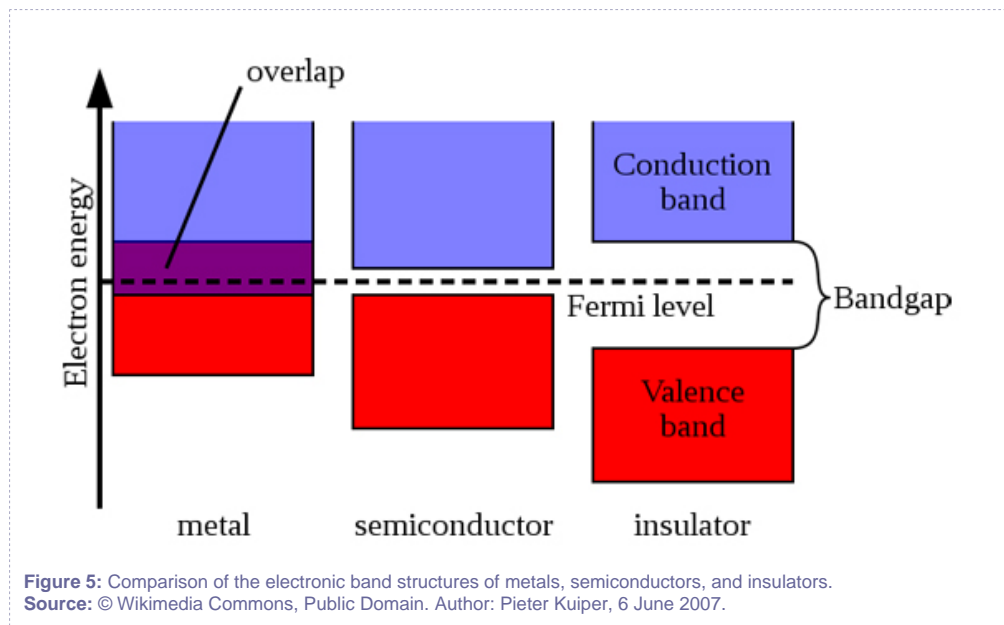 overlap
Electron energy
Conduction
band
Fermi level
Bandgap
Valence
band
metal
semiconductor
insulator
Figure 5: Comparison of the electronic band structures of metals, semiconductors, and insulators.
Source: © Wikimedia Commons, Public Domain. Author: Pieter Kuiper, 6 June 2007.